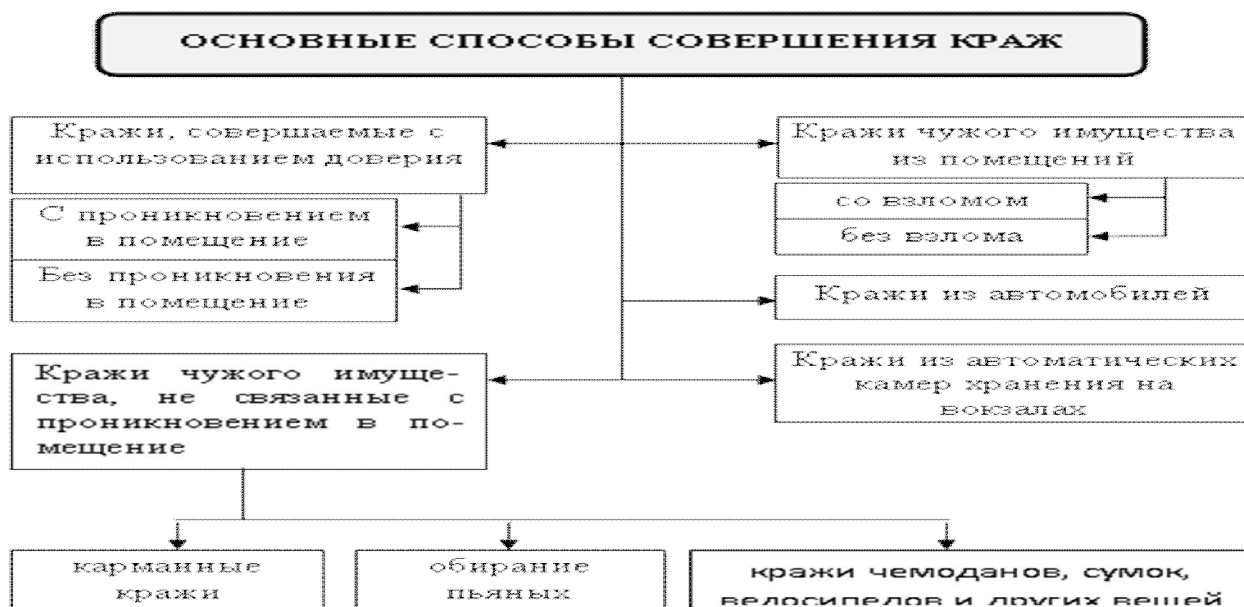 ОСНОВНЫЕ СПОСОБЫ СОВЕРШЕНИЯ КРАЖ
Кражи, совершаемые с
использованием доверия
С проникновением
в помещение
Без проникновения
в помещение
Кражи чужого имущества
из помещений
со взломом
без взлома
Кражи из автомобилей
Кражи из автоматических
камер хранения на
вокзалах
Кражи чужого имуще-
ства, не связанные с
проникновением в по-
мещение
карманные
кражи
обирание
пьяных
кражи чемоданов, сумок,
велосипедов и других вещей